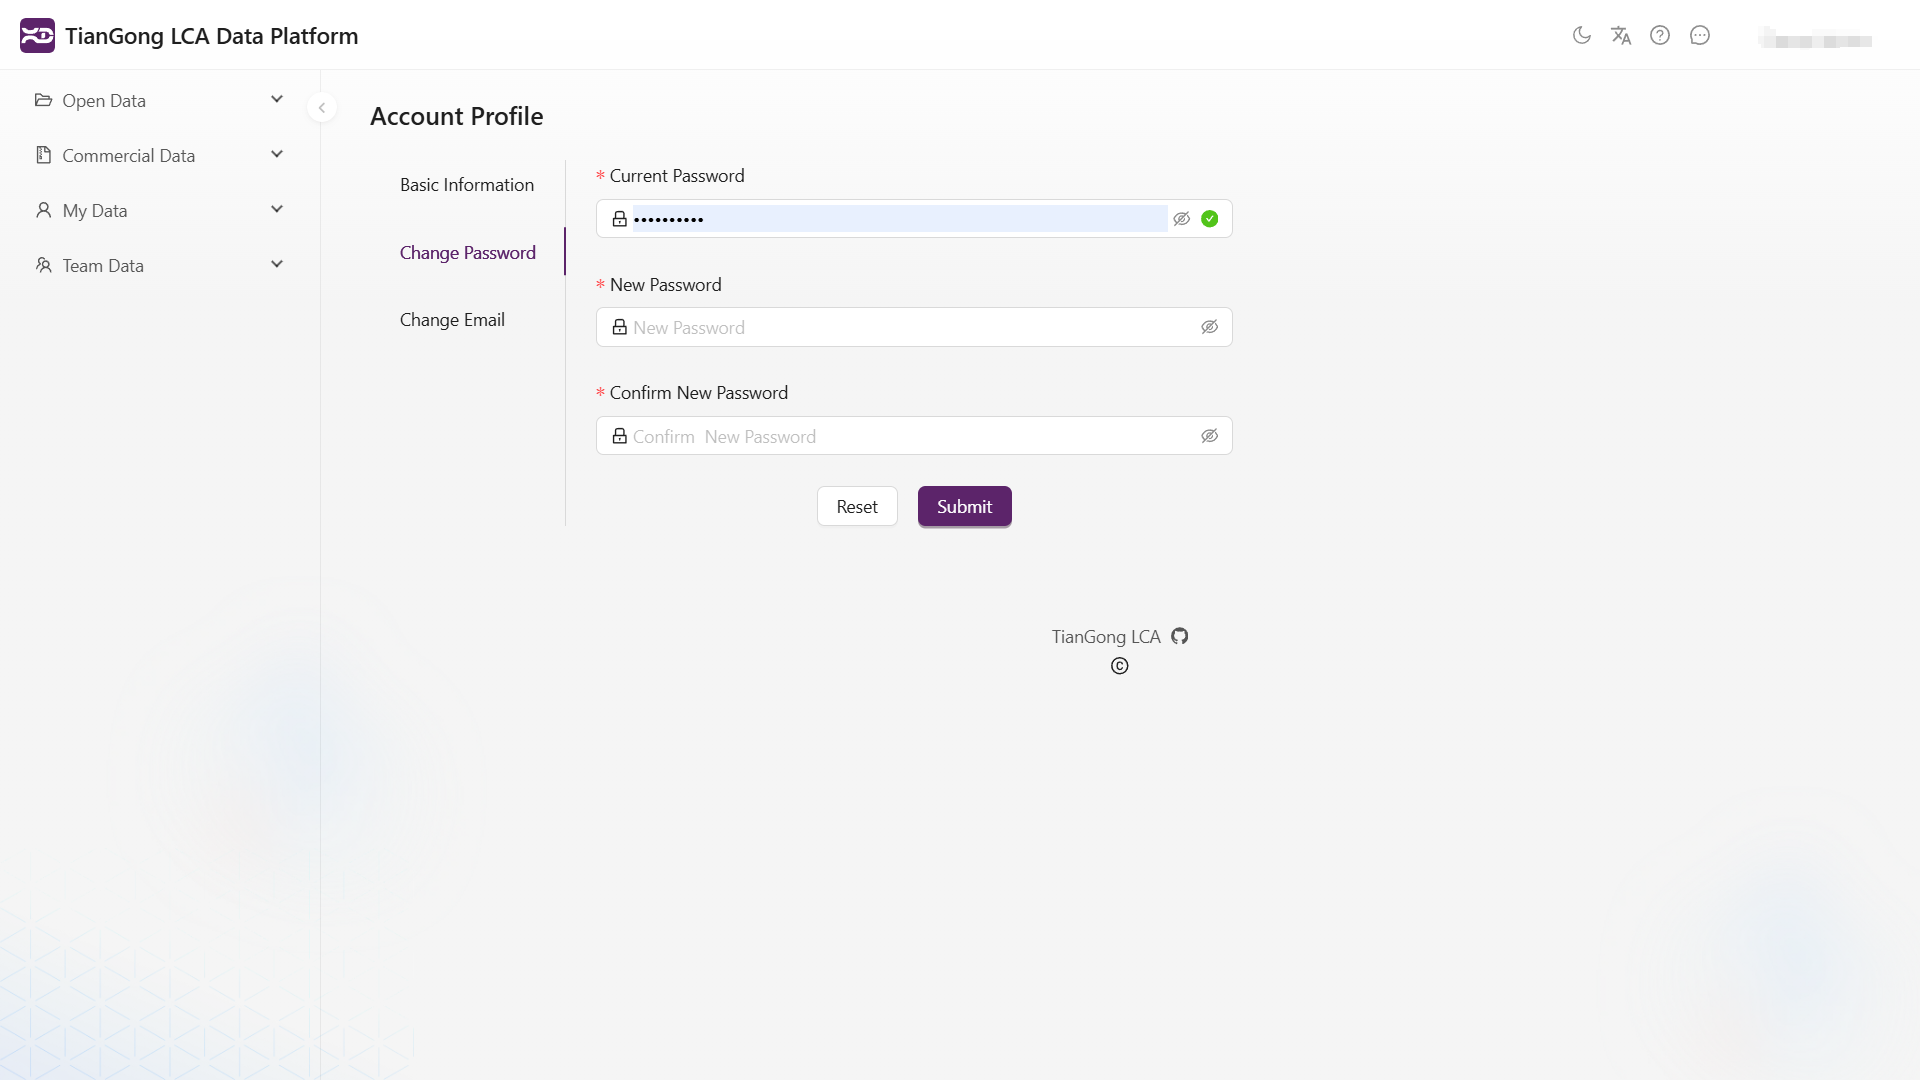 TianGong LCA Data Platform
Open Data
Commercial Data
My Data
Team Data
Account Profile
Basic Information
Change Password
Change Email
* Current Password
••••••••••
* New Password
New Password
* Confirm New Password
Confirm  New Password
Reset
Submit
TianGong LCA
©